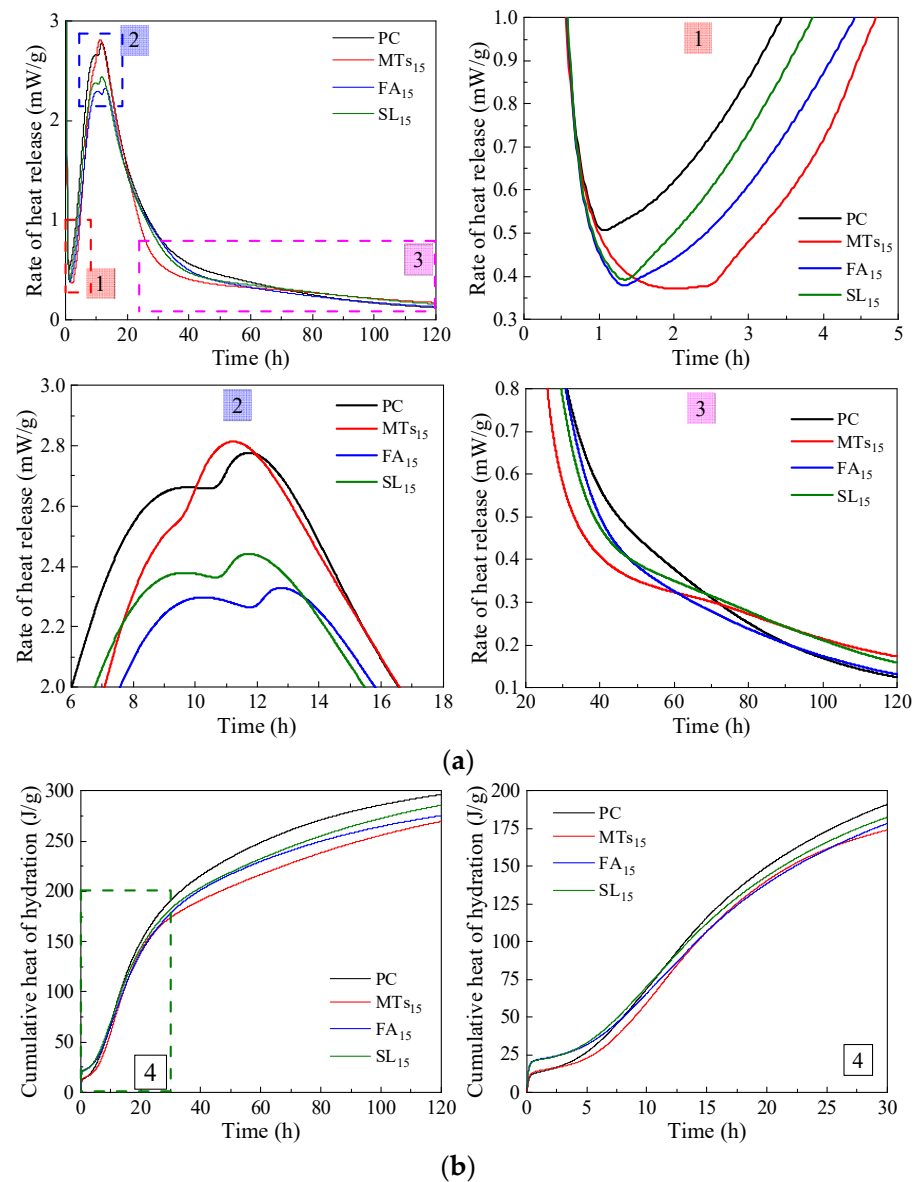 3
2
1
0
Rate of heat release (mW/g)
0 20 40 60 80 100 120
Time (h)
2
1
3
PC
MTs₁₅
FA₁₅
SL₁₅
1.0
0.9
0.8
0.7
0.6
0.5
0.4
0.3
Rate of heat release (mW/g)
0 1 2 3 4 5
Time (h)
1
PC
MTs₁₅
FA₁₅
SL₁₅
3.0
2.8
2.6
2.4
2.2
2.0
Rate of heat release (mW/g)
6 8 10 12 14 16 18
Time (h)
2
PC
MTs₁₅
FA₁₅
SL₁₅
0.8
0.7
0.6
0.5
0.4
0.3
0.2
0.1
Rate of heat release (mW/g)
20 40 60 80 100 120
Time (h)
3
PC
MTs₁₅
FA₁₅
SL₁₅
(a)
300
250
200
150
100
50
0
Cumulative heat of hydration (J/g)
0 20 40 60 80 100 120
Time (h)
4
PC
MTs₁₅
FA₁₅
SL₁₅
200
175
150
125
100
75
50
25
0
Cumulative heat of hydration (J/g)
0 5 10 15 20 25 30
Time (h)
PC
MTs₁₅
FA₁₅
SL₁₅
4
(b)